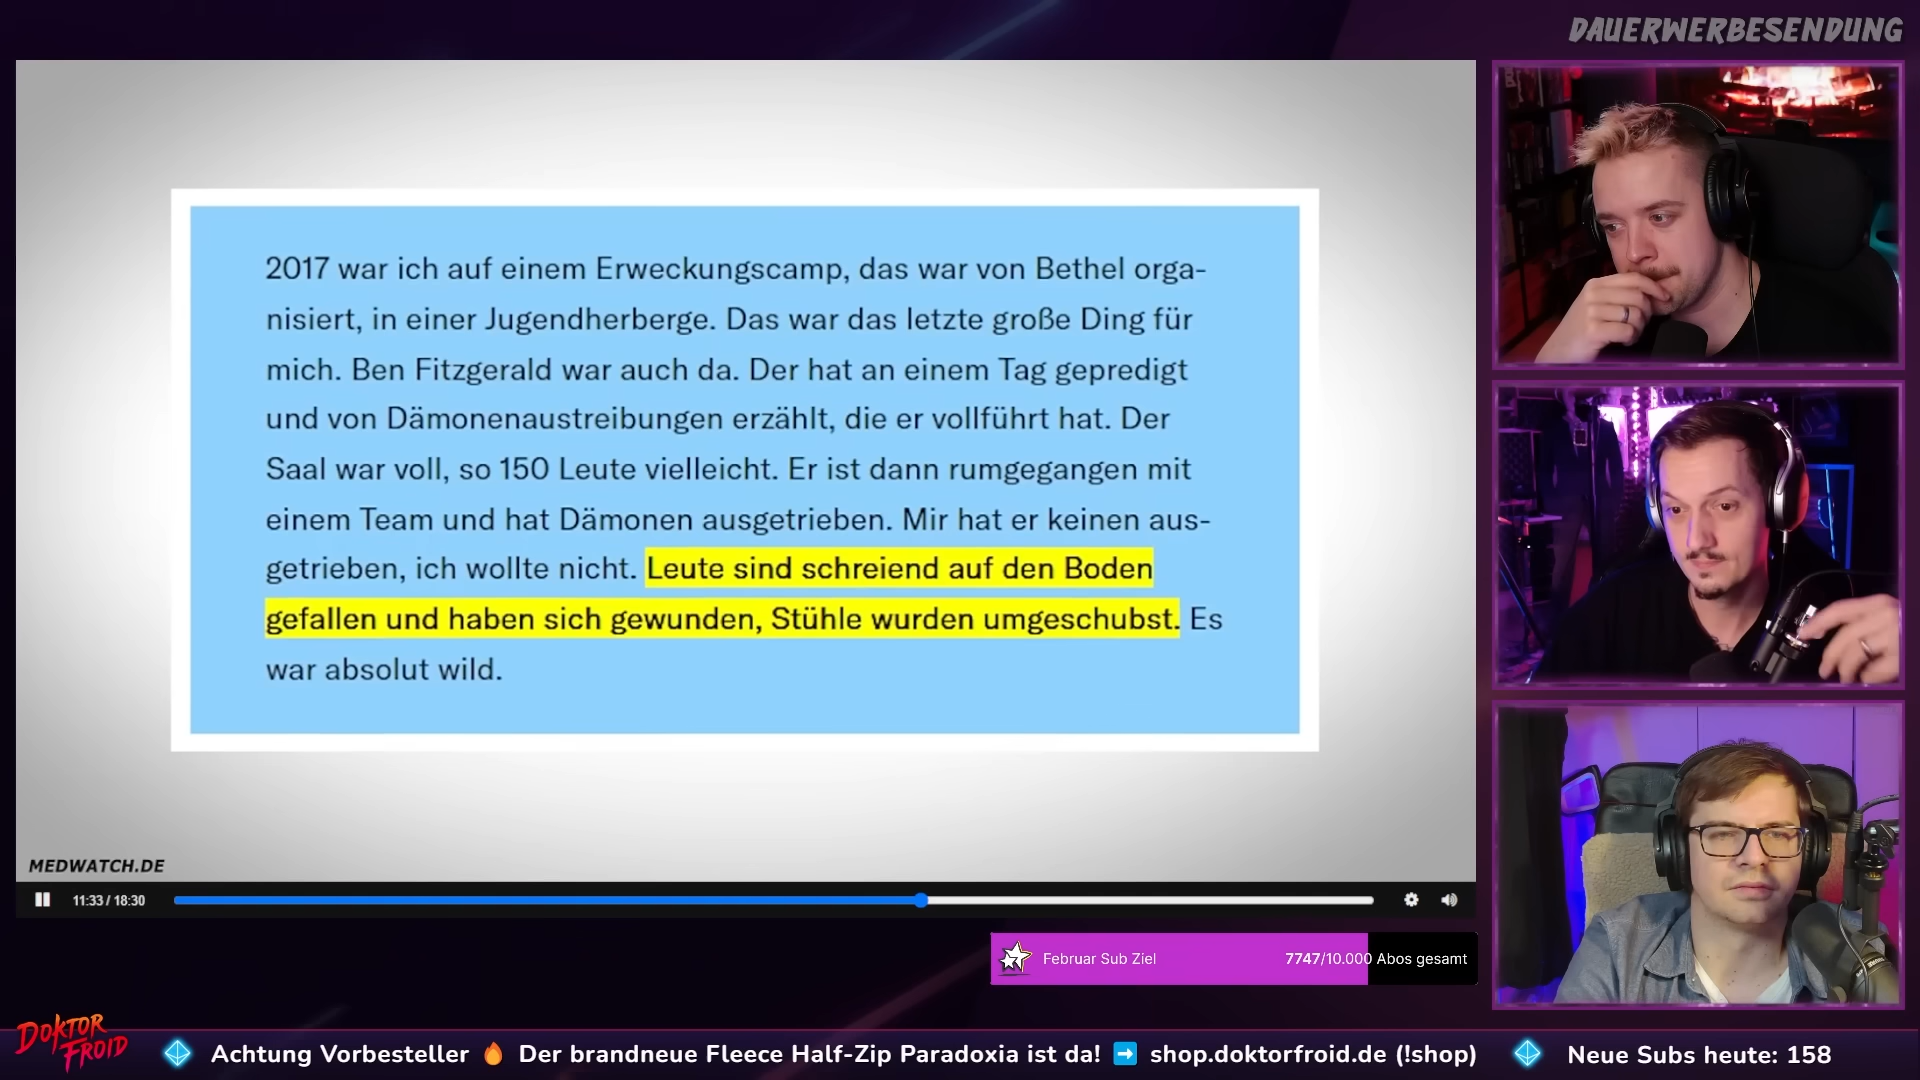 DAUERWERBESENDUNG
2017 war ich auf einem Erweckungscamp, das war von Bethel orga-
nisiert, in einer Jugendherberge. Das war das letzte große Ding für
mich. Ben Fitzgerald war auch da. Der hat an einem Tag gepredigt
und von Dämonenaustreibungen erzählt, die er vollführt hat. Der
Saal war voll, so 150 Leute vielleicht. Er ist dann rumgegangen mit
einem Team und hat Dämonen ausgetrieben. Mir hat er keinen aus-
getrieben, ich wollte nicht. Leute sind schreiend auf den Boden
gefallen und haben sich gewunden, Stühle wurden umgeschubst. Es
war absolut wild.
MEDWATCH.DE
11:33 / 18:30
Februar Sub Ziel 7747/10.000 Abos gesamt
DOKTOR
FROID
Achtung Vorbesteller 🔥 Der brandneue Fleece Half-Zip Paradoxia ist da! ➡ shop.doktorfroid.de (!shop) Neue Subs heute: 158